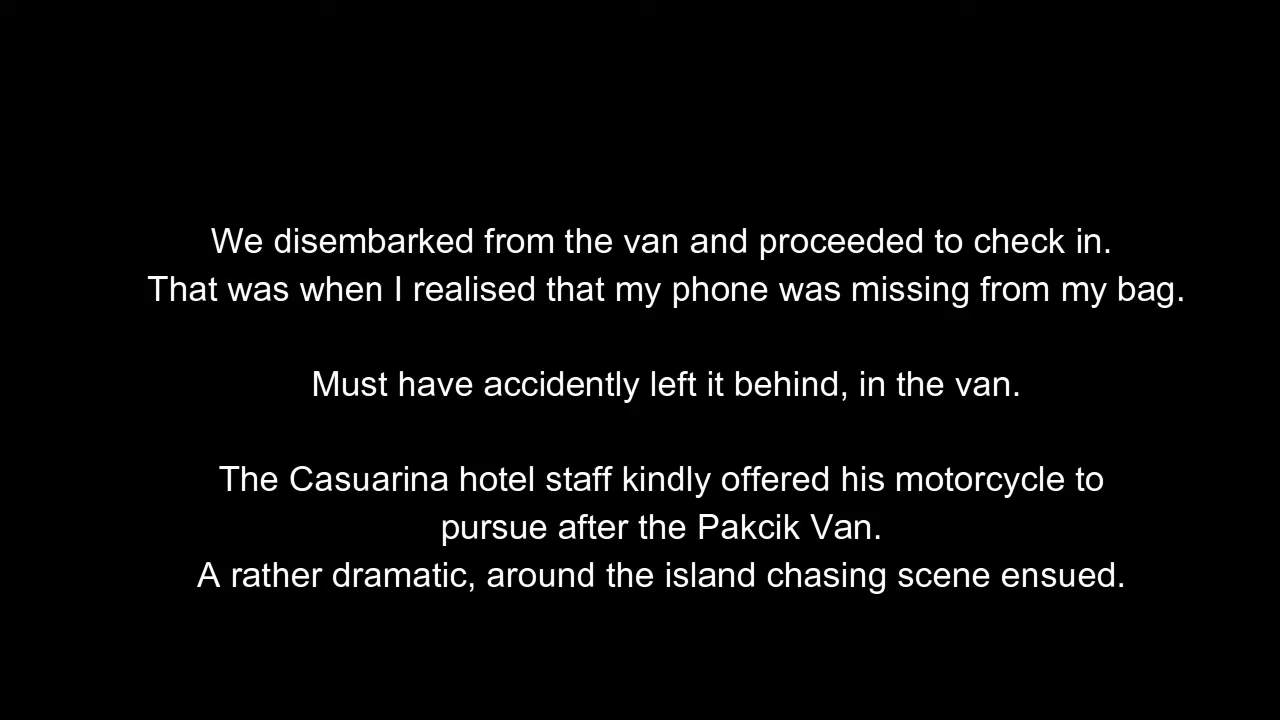 We disembarked from the van and proceeded to check in.
That was when I realised that my phone was missing from my bag.
Must have accidently left it behind, in the van.
The Casuarina hotel staff kindly offered his motorcycle to
pursue after the Pakcik Van.
A rather dramatic, around the island chasing scene ensued.